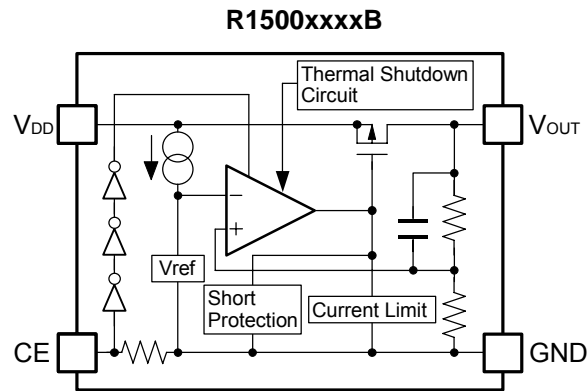 R1500xxxxB
Thermal Shutdown
Circuit
VDD
VOUT
−
+
Vref
Short
Protection
Current Limit
CE
GND